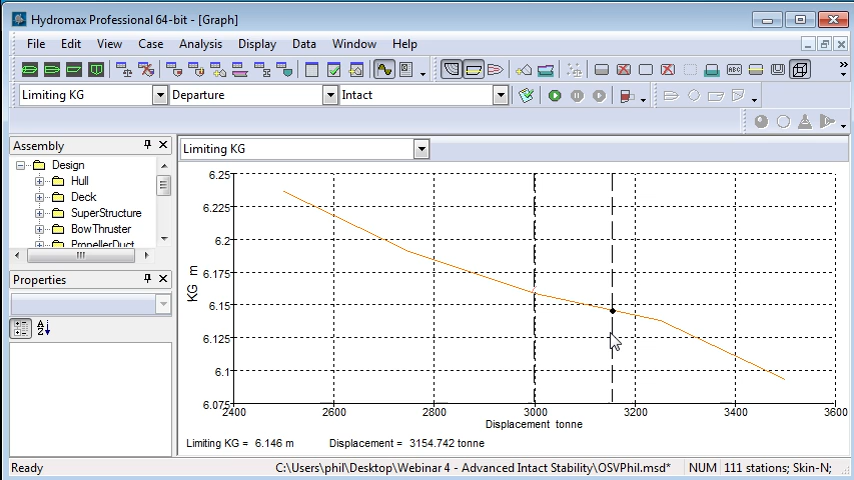 Hydromax Professional 64-bit - [Graph]
File Edit View Case Analysis Display Data Window Help
Limiting KG Departure Intact
Assembly
Design
Hull
Deck
SuperStructure
BowThruster
PropellerDuct
Properties
Limiting KG
6.25
6.225
6.2
6.175
6.15
6.125
6.1
6.075
KG m
2400 2600 2800 3000 3200 3400 3600
Displacement tonne
Limiting KG = 6.146 m Displacement = 3154.742 tonne
Ready C:\Users\phil\Desktop\Webinar 4 - Advanced Intact Stability\OSVPhil.msd* NUM 111 stations; Skin-N;